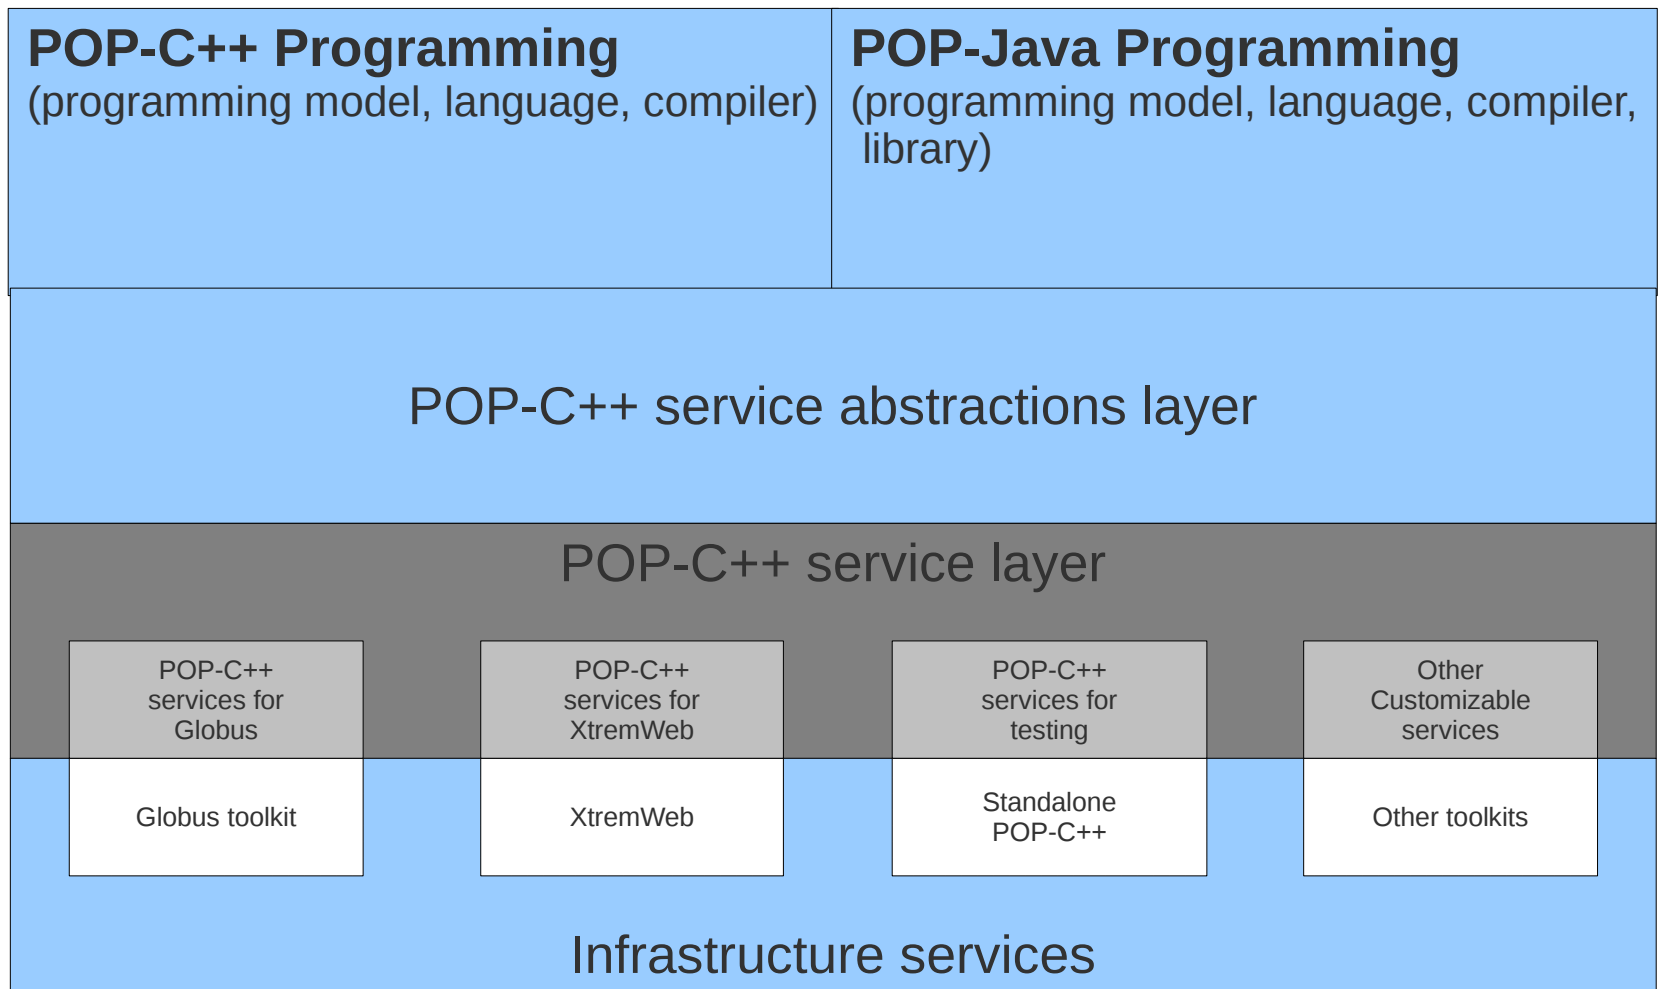 POP-C++ Programming
(programming model, language, compiler)
POP-Java Programming
(programming model, language, compiler,
library)
POP-C++ service abstractions layer
POP-C++ service layer
POP-C++
services for
Globus
POP-C++
services for
XtremWeb
POP-C++
services for
testing
Other
Customizable
services
Globus toolkit
XtremWeb
Standalone
POP-C++
Other toolkits
Infrastructure services